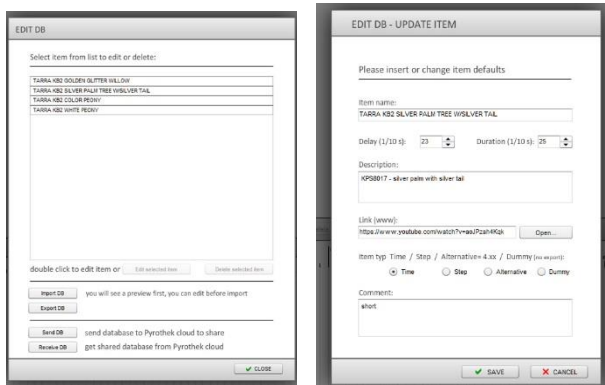 EDIT DB
Select item from list to edit or delete:
TARRA KB2 GOLDEN GLITTER WILLOW
TARRA KB2 SILVER PALM TREE W/SILVER TAIL
TARRA KB2 COLOR PEONY
TARRA KB2 WHITE PEONY
double click to edit item or Edit selected item Delete selected item
Import DB you will see a preview first, you can edit before import
Export DB
Send DB send database to Pyrothek cloud to share
Receive DB get shared database from Pyrothek cloud
CLOSE
EDIT DB - UPDATE ITEM
Please insert or change item defaults
Item name:
TARRA KB2 SILVER PALM TREE W/SILVER TAIL
Delay (1/10 s): 23 Duration (1/10 s): 25
Description:
KPS8017 - silver palm with silver tail
Link (www):
https://www.youtube.com/watch?v=aeJPzah4Kqk Open...
Item typ Time / Step / Alternative= 4.xx / Dummy (no export):
Time Step Alternative Dummy
Comment:
short
SAVE CANCEL